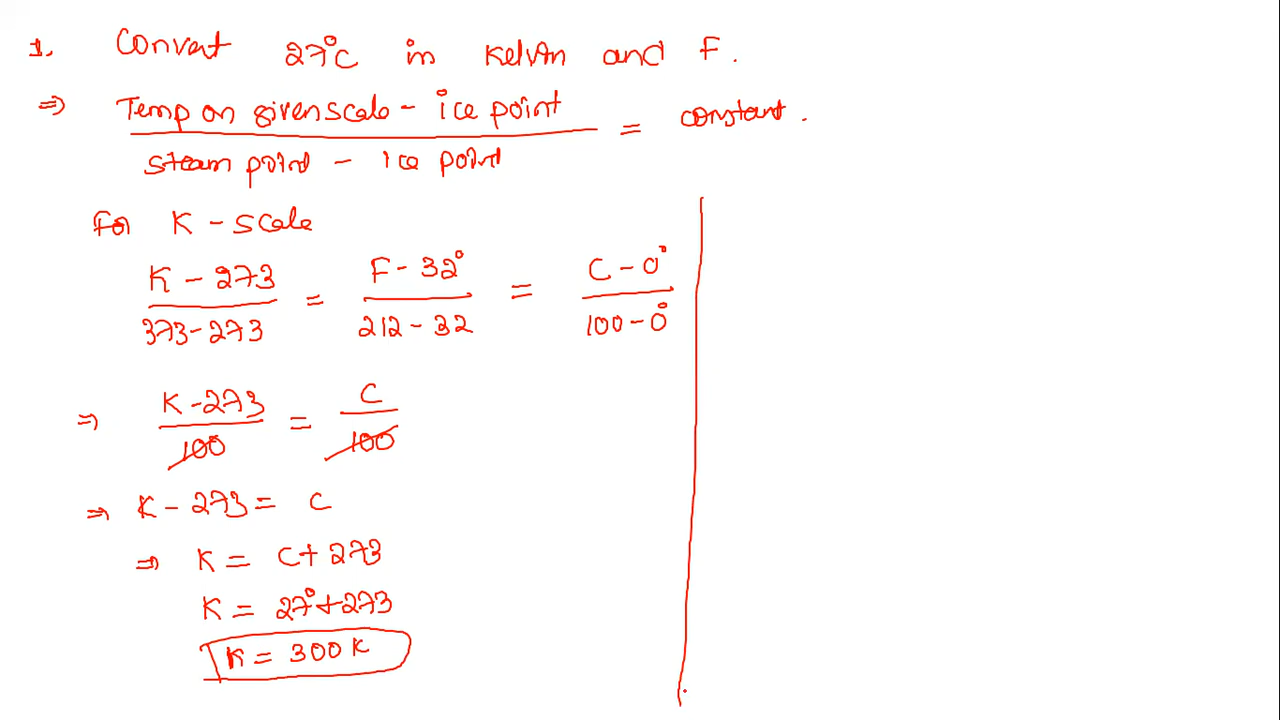 1. Convert 27°C in Kelvin and F.
⇒ Temp on given scale - ice point / steam point - ice point = constant.
For K - scale
K - 273 / 373 - 273 = F - 32° / 212 - 32 = C - 0° / 100 - 0°
⇒ K - 273 / 100 = C / 100
⇒ K - 273 = C
⇒ K = C + 273
K = 27° + 273
K = 300 K